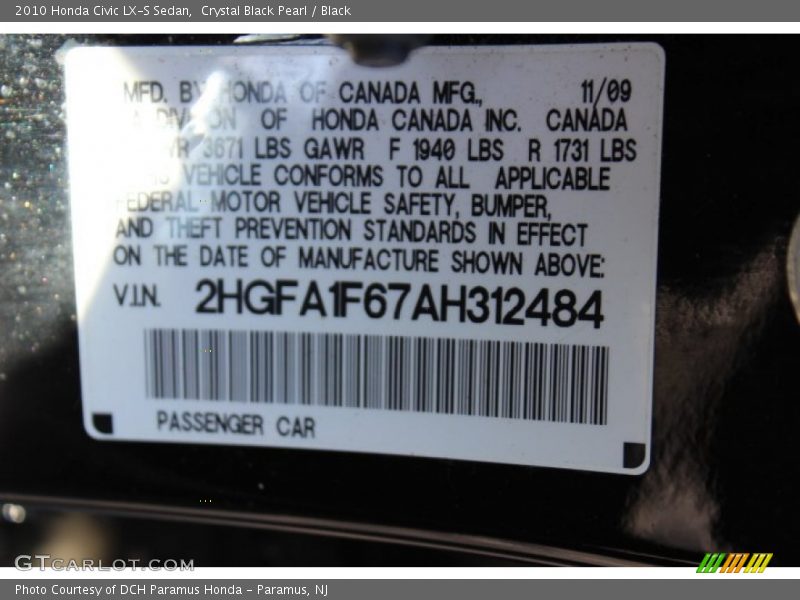 2010 Honda Civic LX-S Sedan,  Crystal Black Pearl / Black
MFD. BY HONDA OF CANADA MFG., 11/09
A DIVISION OF HONDA CANADA INC. CANADA
3671 LBS GAWR F 1940 LBS R 1731 LBS
VEHICLE CONFORMS TO ALL APPLICABLE
FEDERAL MOTOR VEHICLE SAFETY, BUMPER,
AND THEFT PREVENTION STANDARDS IN EFFECT
ON THE DATE OF MANUFACTURE SHOWN ABOVE:
V.I.N. 2HGFA1F67AH312484
PASSENGER CAR
GTCARLOT.COM
Photo Courtesy of DCH Paramus Honda - Paramus, NJ